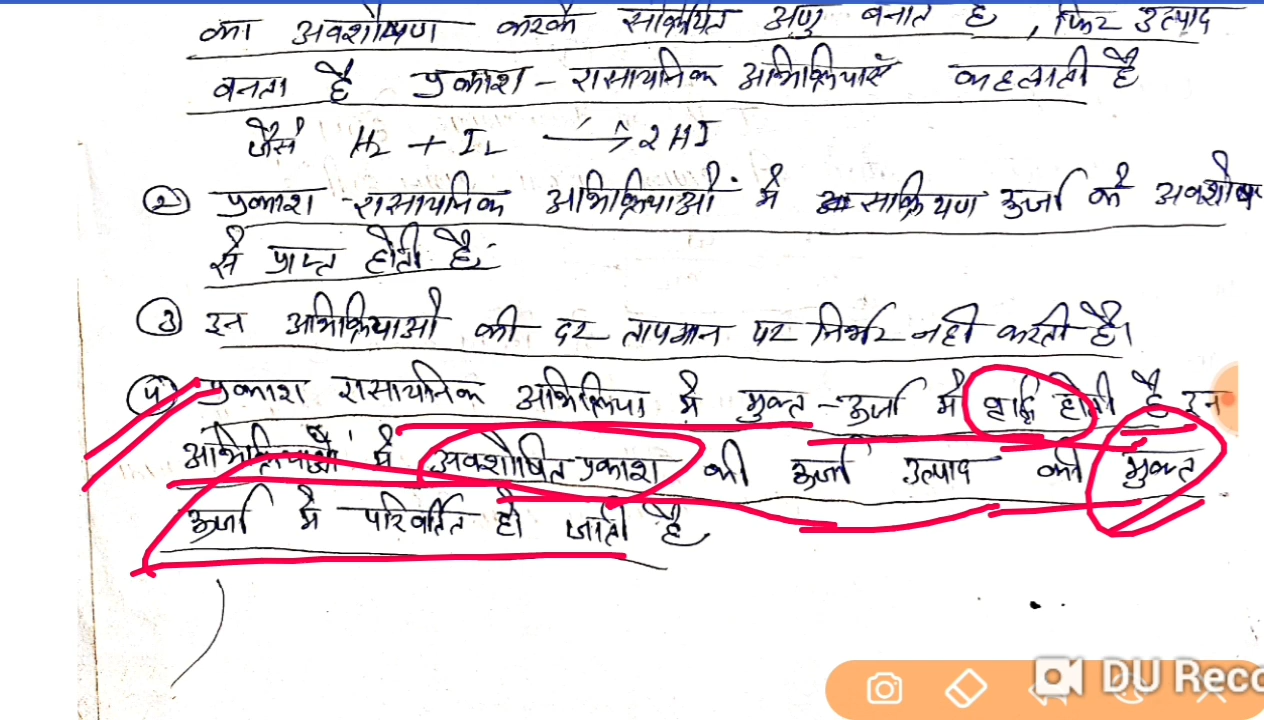 का अवशोषण करके सक्रियित अणु बनाते है, फिर उत्पाद
बनता है प्रकाश - रासायनिक अभिक्रियाएँ कहलाती है
जैसे H2 + I2 → 2HI
② प्रकाश - रासायनिक अभिक्रियाओं में सक्रियण ऊर्जा के अवशोषण
से प्राप्त होती है
③ इन अभिक्रियाओं की दर तापमान पर निर्भर नही करती है।
④ प्रकाश रासायनिक अभिक्रिया में मुक्त - ऊर्जा में वृद्धि होती है इन
अभिक्रियाओं में अवशोषित प्रकाश की ऊर्जा उत्पाद की मुक्त
ऊर्जा में परिवर्तित हो जाती है
DU Reco